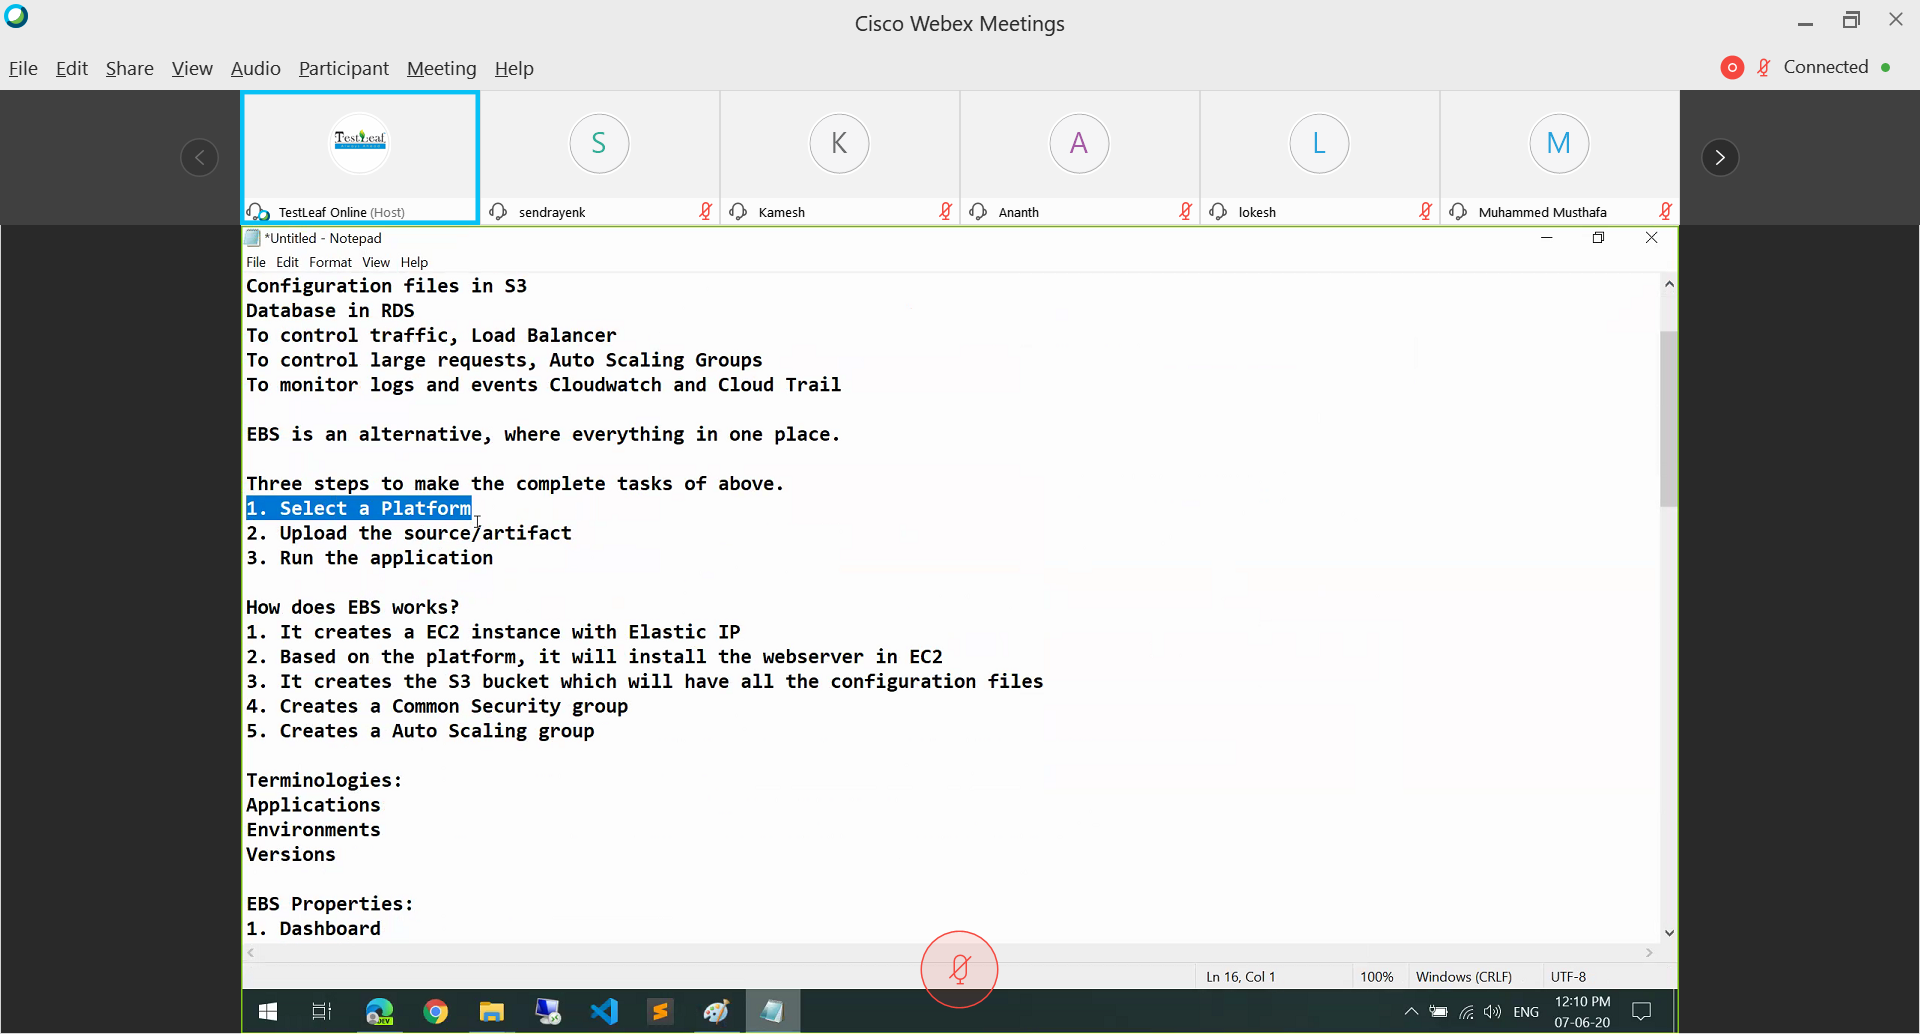 Cisco Webex Meetings
File Edit Share View Audio Participant Meeting Help
Connected
TestLeaf
S
K
A
L
M
TestLeaf Online (Host)
sendrayenk
Kamesh
Ananth
lokesh
Muhammed Musthafa
*Untitled - Notepad
File Edit Format View Help
Configuration files in S3
Database in RDS
To control traffic, Load Balancer
To control large requests, Auto Scaling Groups
To monitor logs and events Cloudwatch and Cloud Trail
EBS is an alternative, where everything in one place.
Three steps to make the complete tasks of above.
1. Select a Platform
2. Upload the source/artifact
3. Run the application
How does EBS works?
1. It creates a EC2 instance with Elastic IP
2. Based on the platform, it will install the webserver in EC2
3. It creates the S3 bucket which will have all the configuration files
4. Creates a Common Security group
5. Creates a Auto Scaling group
Terminologies:
Applications
Environments
Versions
EBS Properties:
1. Dashboard
Ln 16, Col 1
100%
Windows (CRLF)
UTF-8
DEV
ENG
12:10 PM
07-06-20